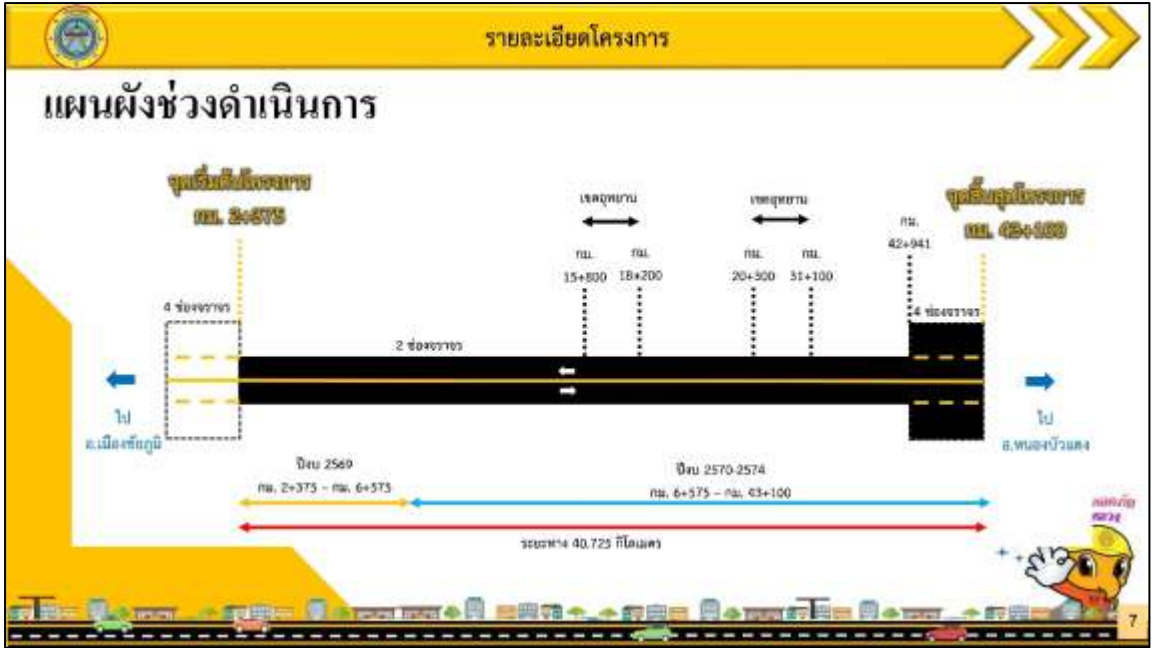 รายละเอียดโครงการ
แผนผังช่วงดำเนินการ
จุดเริ่มต้นโครงการ
กม. 2+375
จุดสิ้นสุดโครงการ
กม. 43+100
เขตอุทยาน
เขตอุทยาน
กม.
42+941
กม.
15+800
กม.
18+200
กม.
20+300
กม.
31+100
4 ช่องจราจร
2 ช่องจราจร
4 ช่องจราจร
ไป
อ.เมืองชัยภูมิ
ไป
อ.หนองบัวแดง
ปีงบ 2569
กม. 2+375 - กม. 6+575
ปีงบ 2570-2574
กม. 6+575 - กม. 43+100
ระยะทาง 40.725 กิโลเมตร
7